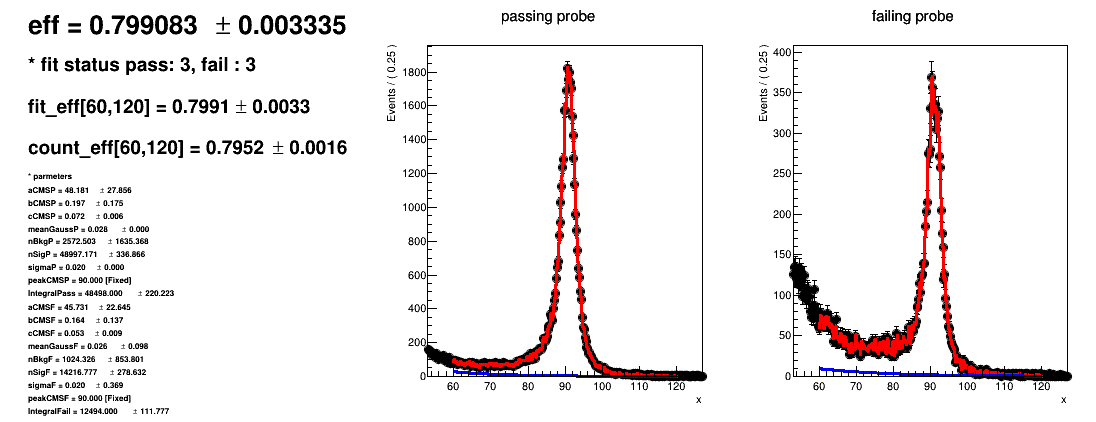 eff = 0.799083 ± 0.003335
* fit status pass: 3, fail : 3
fit_eff[60,120] = 0.7991 ± 0.0033
count_eff[60,120] = 0.7952 ± 0.0016
* parmeters
aCMSP = 48.181 ± 27.856
bCMSP = 0.197 ± 0.175
cCMSP = 0.072 ± 0.006
meanGaussP = 0.028 ± 0.000
nBkgP = 2572.503 ± 1635.368
nSigP = 48997.171 ± 336.866
sigmaP = 0.020 ± 0.000
peakCMSP = 90.000 [Fixed]
IntegralPass = 48498.000 ± 220.223
aCMSF = 45.731 ± 22.645
bCMSF = 0.164 ± 0.137
cCMSF = 0.053 ± 0.009
meanGaussF = 0.026 ± 0.098
nBkgF = 1024.326 ± 853.801
nSigF = 14216.777 ± 278.632
sigmaF = 0.020 ± 0.369
peakCMSF = 90.000 [Fixed]
IntegralFail = 12494.000 ± 111.777
passing probe
Events / ( 0.25 )
1800
1600
1400
1200
1000
800
600
400
200
0
60 70 80 90 100 110 120
x
failing probe
Events / ( 0.25 )
400
350
300
250
200
150
100
50
0
60 70 80 90 100 110 120
x